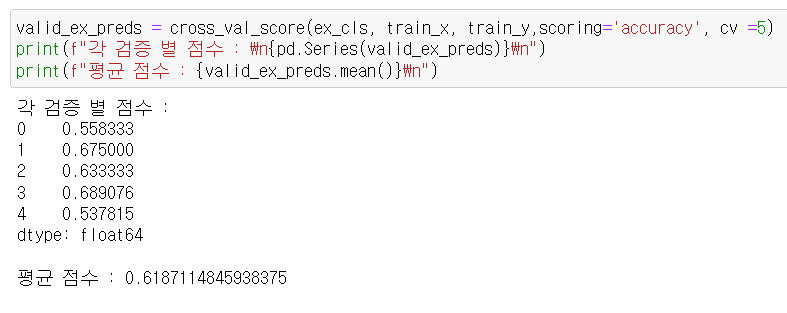 valid_ex_preds = cross_val_score(ex_cls, train_x, train_y,scoring='accuracy', cv =5)
print(f"각 검증 별 점수 : ₩n{pd.Series(valid_ex_preds)}₩n")
print(f"평균 점수 : {valid_ex_preds.mean()}₩n")
각 검증 별 점수 :
0    0.558333
1    0.675000
2    0.633333
3    0.689076
4    0.537815
dtype: float64
평균 점수 : 0.6187114845938375